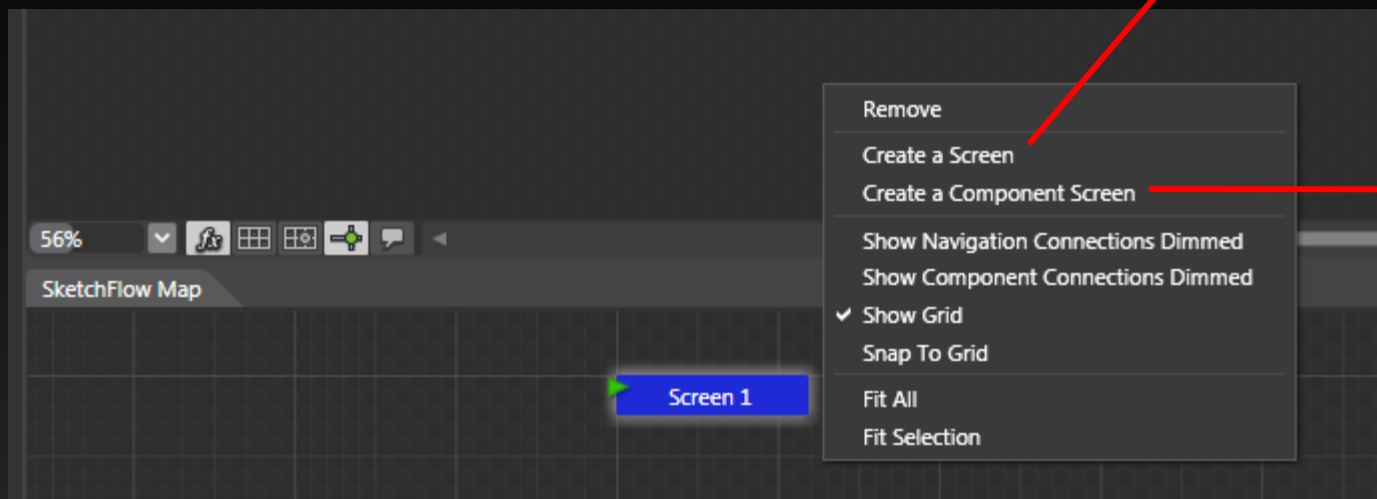 Remove
Create a Screen
Create a Component Screen
56%
fx
Show Navigation Connections Dimmed
Show Component Connections Dimmed
SketchFlow Map
Show Grid
Snap To Grid
Screen 1
Fit All
Fit Selection